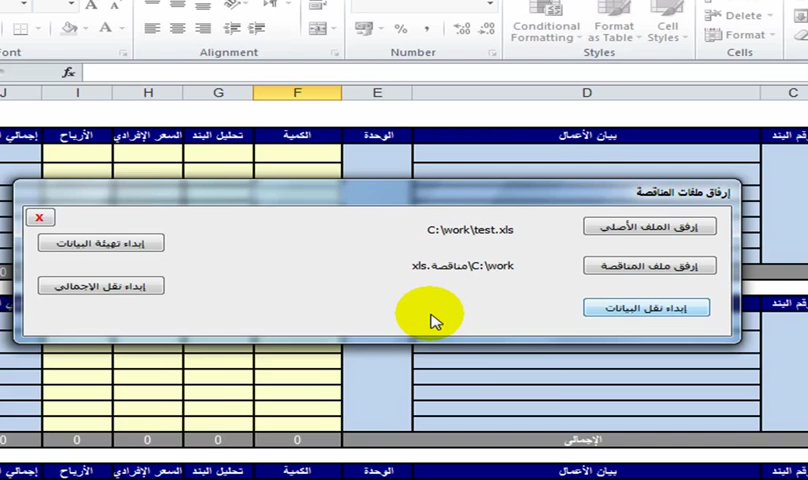 Conditional Formatting
Format as Table
Cell Styles
Delete
Format
Font
Alignment
Number
Styles
Cells
fx
J I H G F E D C
رقم البند بيان الأعمال الوحدة الكمية تحليل البند السعر الإفرادي الأرباح إجمالي
إرفاق ملفات المناقصة
x
إرفق الملف الأصلي
C:\work\test.xls
إبداء تهيئة البيانات
إرفق ملف المناقصة
C:\work\مناقصة.xls
إبداء نقل الإجمالي
إبداء نقل البيانات
رقم البند
الإجمالي 0 0 0 0 0
رقم البند بيان الأعمال الوحدة الكمية تحليل البند السعر الإفرادي الأرباح إجمالي